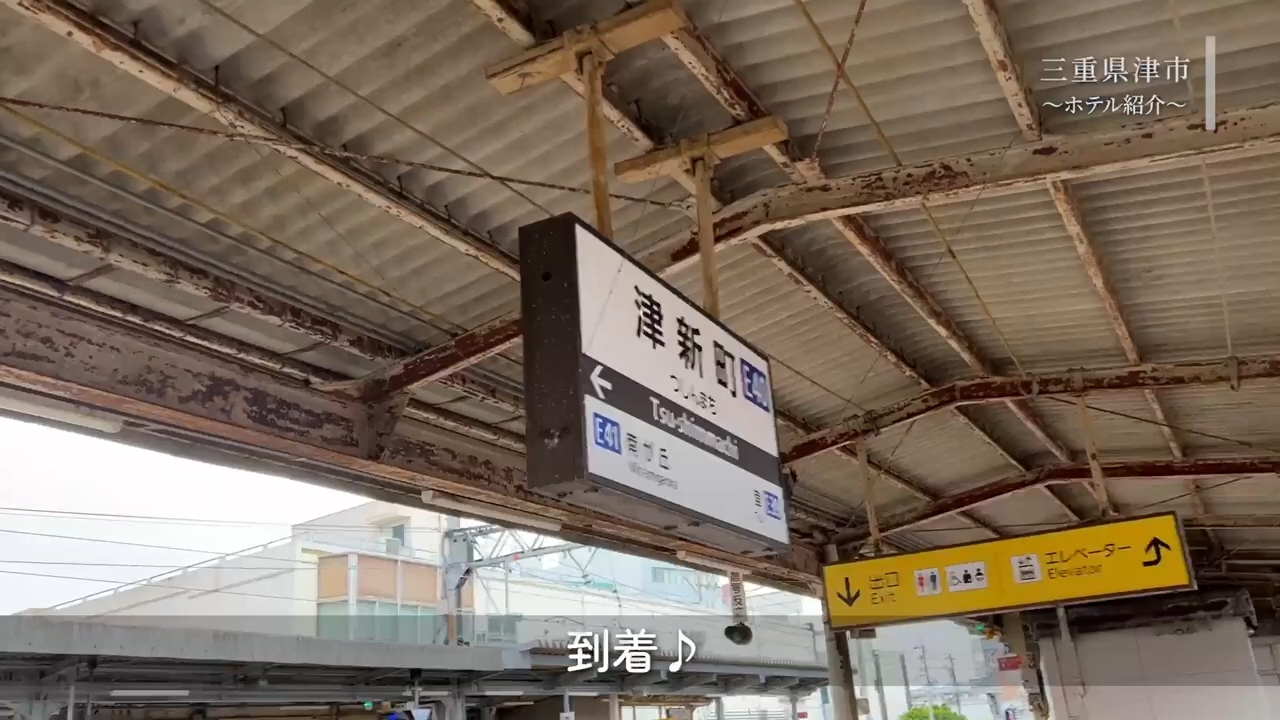 三重県津市
～ホテル紹介～
津新町 E40
つしんまち
Tsu-shimmachi
E41 南が丘
Minamigaoka
出口
Exit
エレベーター
Elevator
到着♪